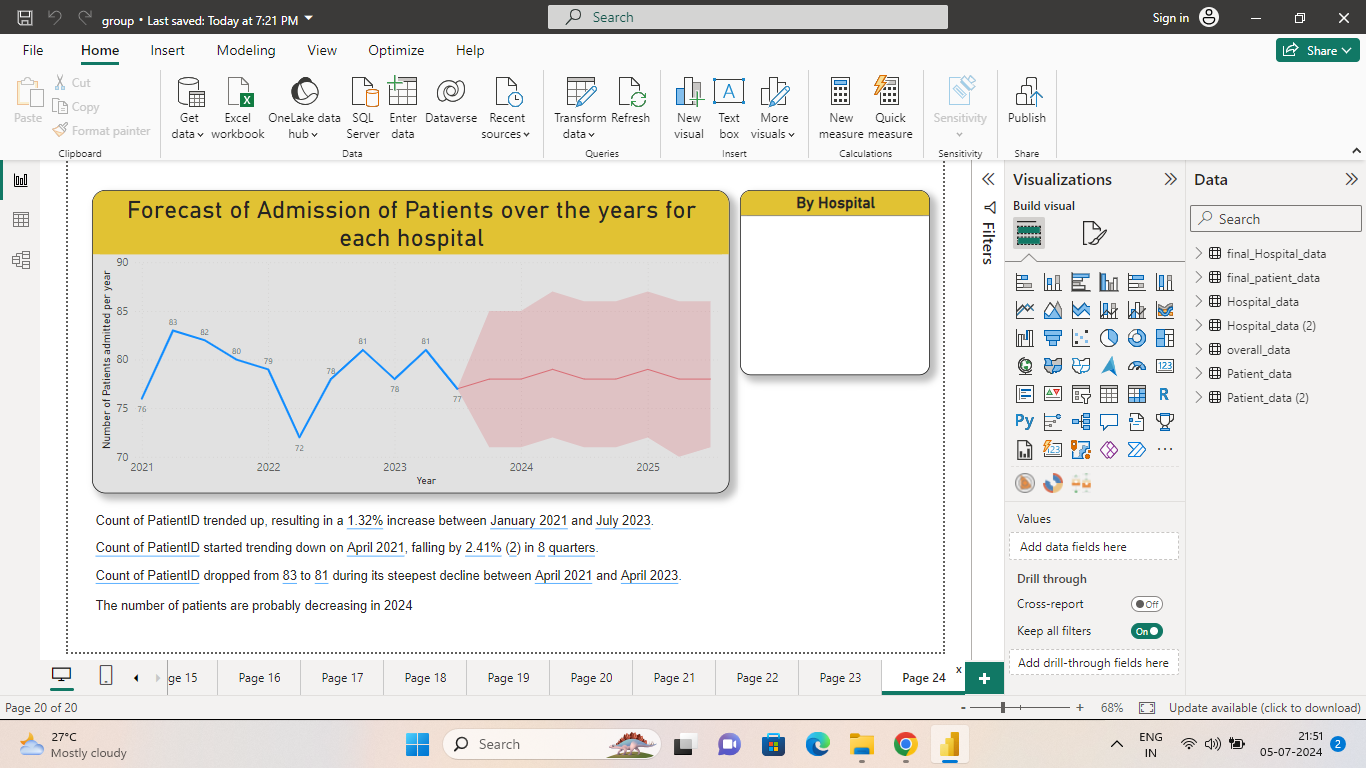 group • Last saved: Today at 7:21 PM
Search
Sign in
File Home Insert Modeling View Optimize Help
Share
Paste
Cut
Copy
Format painter
Clipboard
Get data
Excel workbook
OneLake data hub
SQL Server
Enter data
Dataverse
Recent sources
Data
Transform data
Refresh
Queries
New visual
Text box
More visuals
Insert
New measure
Quick measure
Calculations
Sensitivity
Sensitivity
Publish
Share
Forecast of Admission of Patients over the years for
each hospital
Number of Patients admitted per year
90
85
80
75
70
76
83
82
80
79
72
78
81
78
81
77
2021 2022 2023 2024 2025
Year
By Hospital
Count of PatientID trended up, resulting in a 1.32% increase between January 2021 and July 2023.
Count of PatientID started trending down on April 2021, falling by 2.41% (2) in 8 quarters.
Count of PatientID dropped from 83 to 81 during its steepest decline between April 2021 and April 2023.
The number of patients are probably decreasing in 2024
Filters
Visualizations
Build visual
123
R
Py
123
Values
Add data fields here
Drill through
Cross-report
Off
Keep all filters
On
Add drill-through fields here
Data
Search
final_Hospital_data
final_patient_data
Hospital_data
Hospital_data (2)
overall_data
Patient_data
Patient_data (2)
ge 15 Page 16 Page 17 Page 18 Page 19 Page 20 Page 21 Page 22 Page 23 Page 24 x +
Page 20 of 20
- + 68%
Update available (click to download)
27°C
Mostly cloudy
Search
ENG
IN
21:51
05-07-2024
2